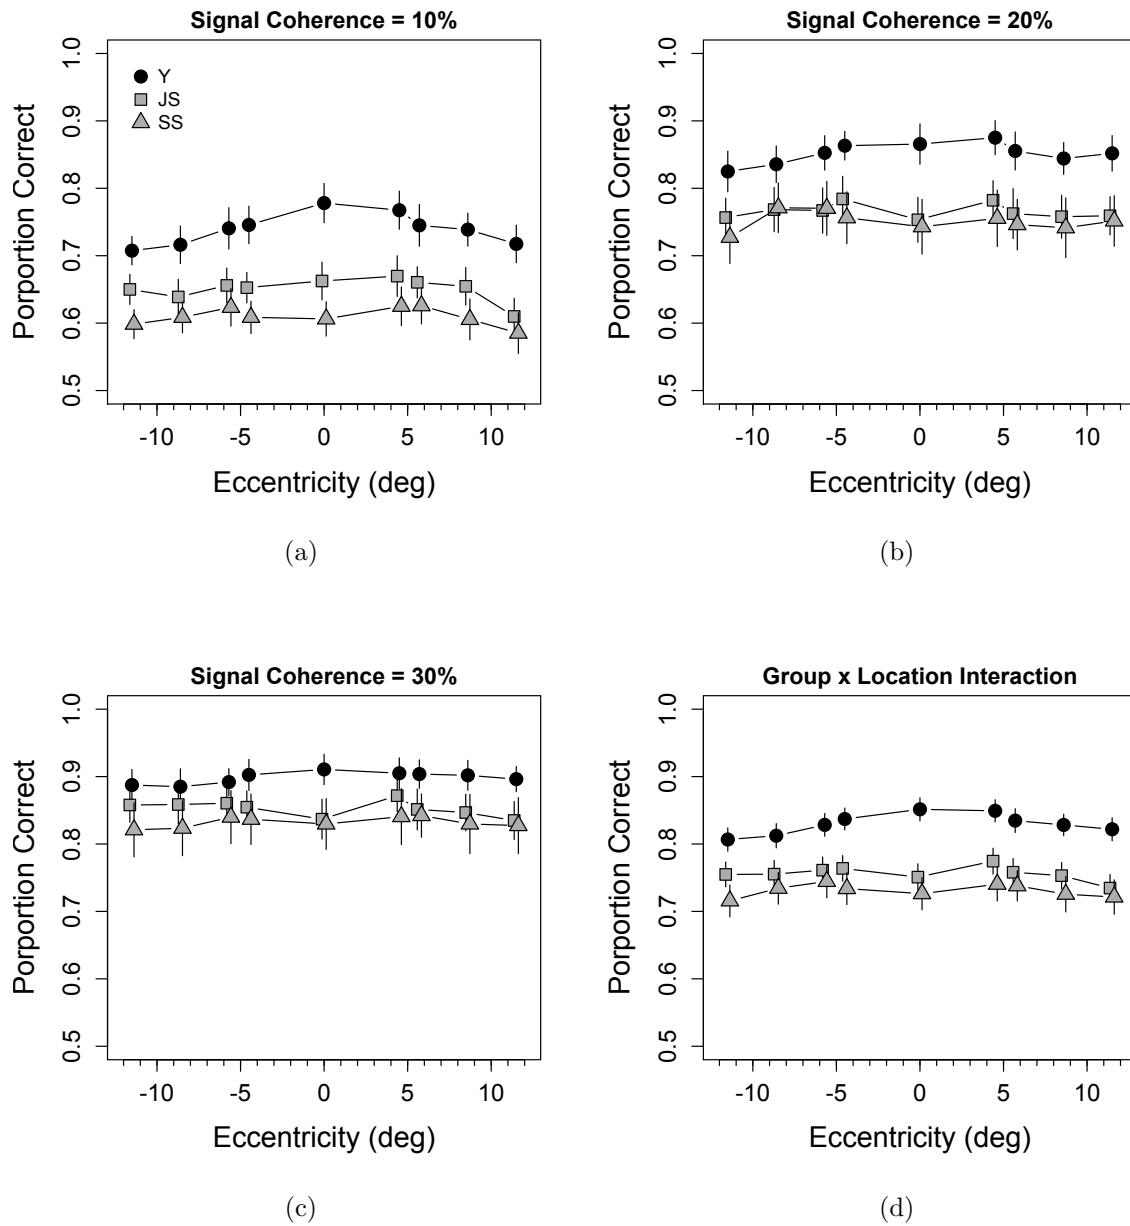 Signal Coherence = 10%
Porportion Correct
1.0
0.9
0.8
0.7
0.6
0.5
Y
JS
SS
-10 -5 0 5 10
Eccentricity (deg)
(a)
Signal Coherence = 20%
Porportion Correct
1.0
0.9
0.8
0.7
0.6
0.5
-10 -5 0 5 10
Eccentricity (deg)
(b)
Signal Coherence = 30%
Porportion Correct
1.0
0.9
0.8
0.7
0.6
0.5
-10 -5 0 5 10
Eccentricity (deg)
(c)
Group x Location Interaction
Porportion Correct
1.0
0.9
0.8
0.7
0.6
0.5
-10 -5 0 5 10
Eccentricity (deg)
(d)